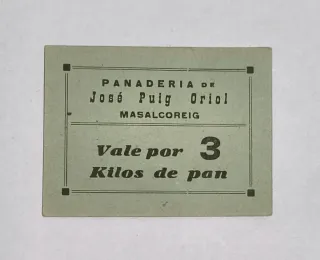 PANADERIA DE
José Puig Oriol
MASALCOREIG
Vale por 3
Kilos de pan